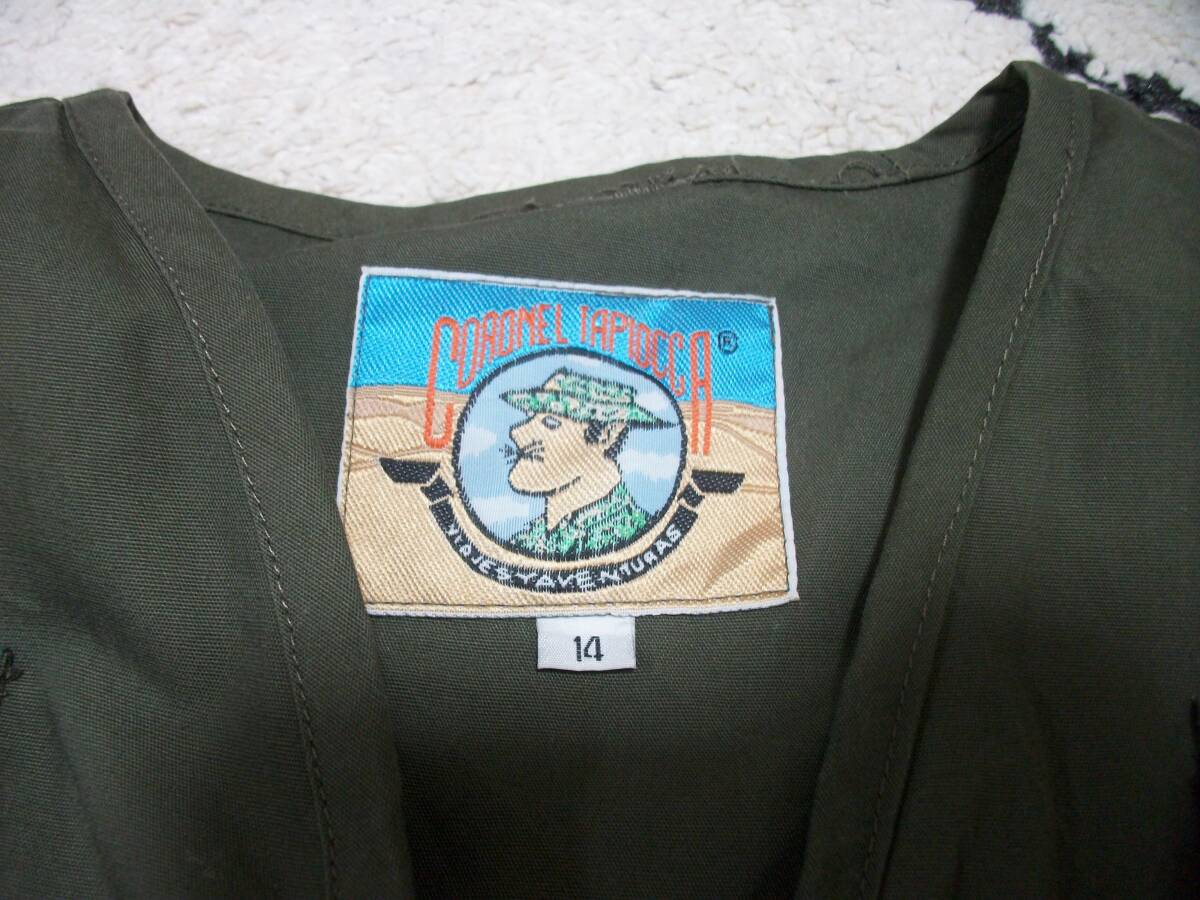 CORONEL TAPIOCCA ®
VIAJES Y AVENTURAS
14